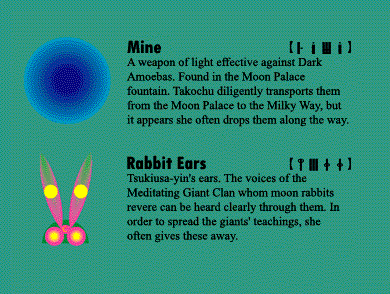 Mine
A weapon of light effective against Dark
Amoebas. Found in the Moon Palace
fountain. Takochu diligently transports them
from the Moon Palace to the Milky Way, but
it appears she often drops them along the way.
Rabbit Ears
Tsukiusa-yin's ears. The voices of the
Meditating Giant Clan whom moon rabbits
revere can be heard clearly through them. In
order to spread the giants' teachings, she
often gives these away.